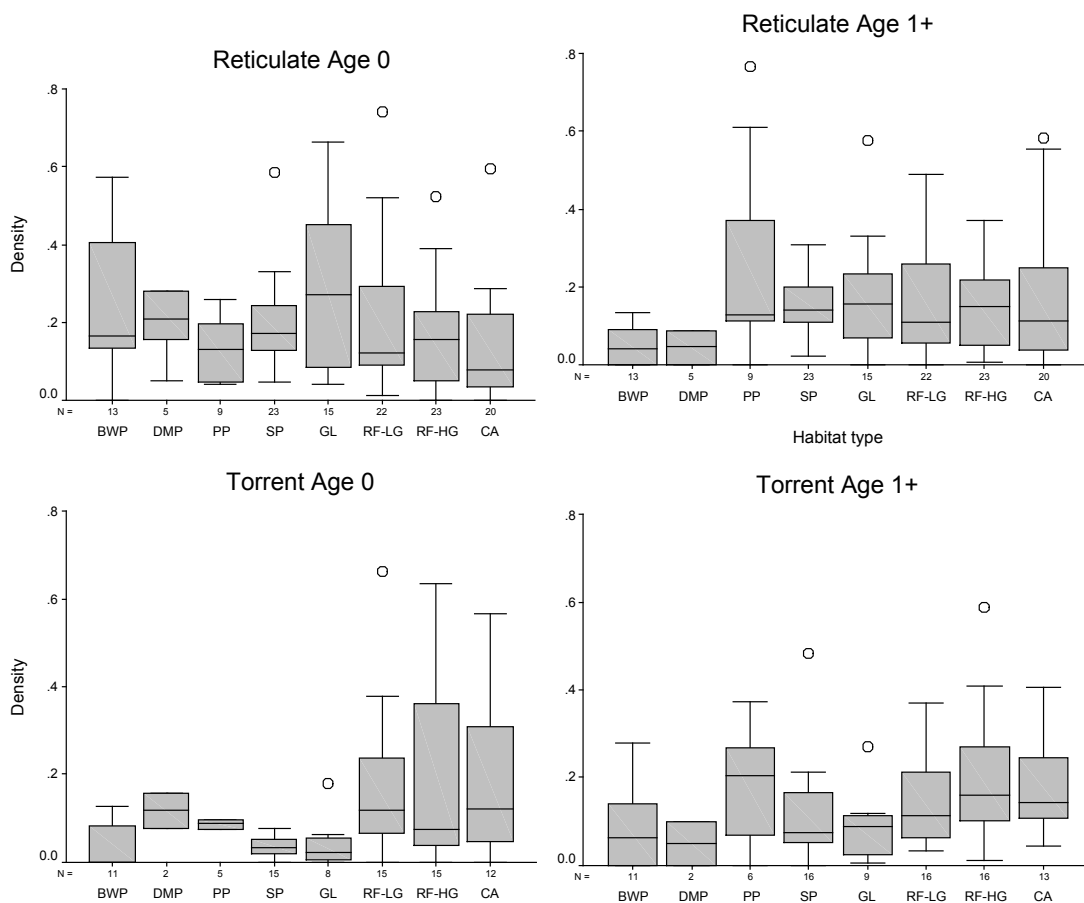 Reticulate Age 0
.8
.6
.4
.2
0.0
Density
N = 13 5 9 23 15 22 23 20
BWP DMP PP SP GL RF-LG RF-HG CA
Reticulate Age 1+
.8
.6
.4
.2
0.0
N = 13 5 9 23 15 22 23 20
BWP DMP PP SP GL RF-LG RF-HG CA
Habitat type
Torrent Age 0
.8
.6
.4
.2
0.0
Density
N = 11 2 5 15 8 15 15 12
BWP DMP PP SP GL RF-LG RF-HG CA
Torrent Age 1+
.8
.6
.4
.2
0.0
N = 11 2 6 16 9 16 16 13
BWP DMP PP SP GL RF-LG RF-HG CA